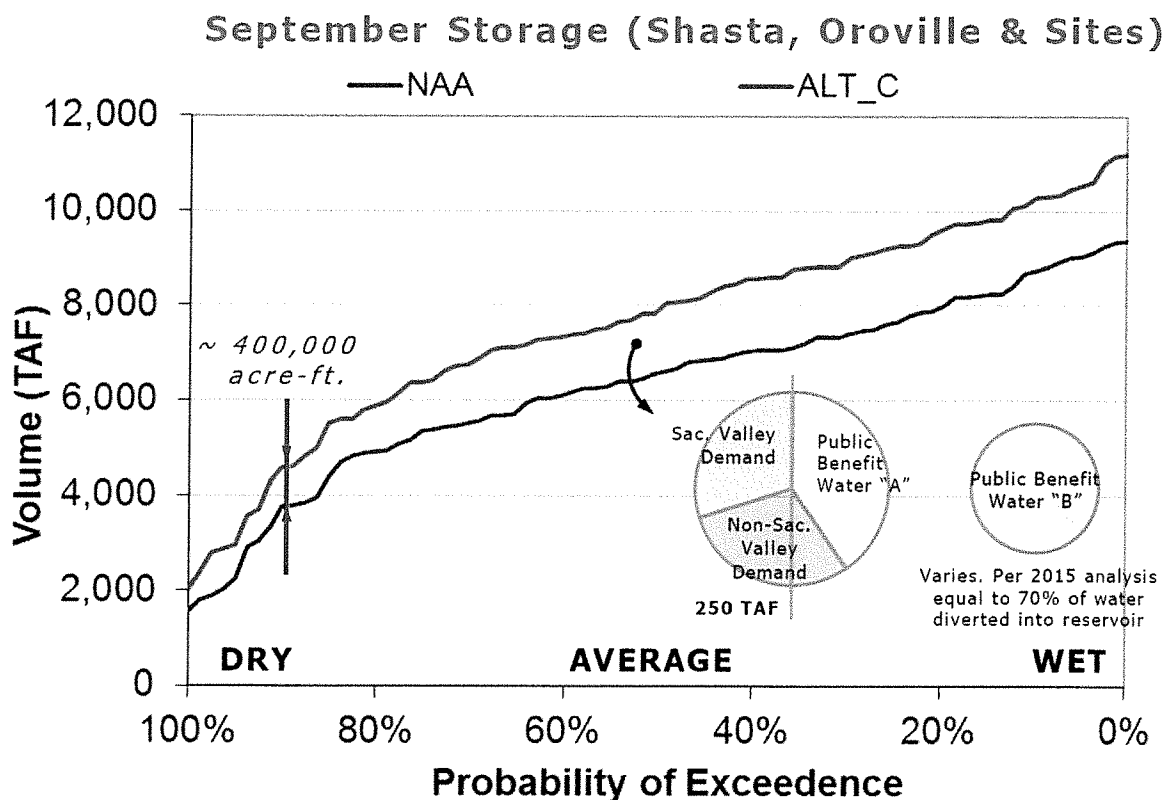 September Storage (Shasta, Oroville & Sites)
NAA
ALT_C
Volume (TAF)
12,000
10,000
8,000
6,000
4,000
2,000
0
~ 400,000
acre-ft.
Sac. Valley
Demand
Public
Benefit
Water "A"
Non-Sac.
Valley
Demand
250 TAF
Public Benefit
Water "B"
Varies. Per 2015 analysis
equal to 70% of water
diverted into reservoir
DRY
AVERAGE
WET
100%
80%
60%
40%
20%
0%
Probability of Exceedence